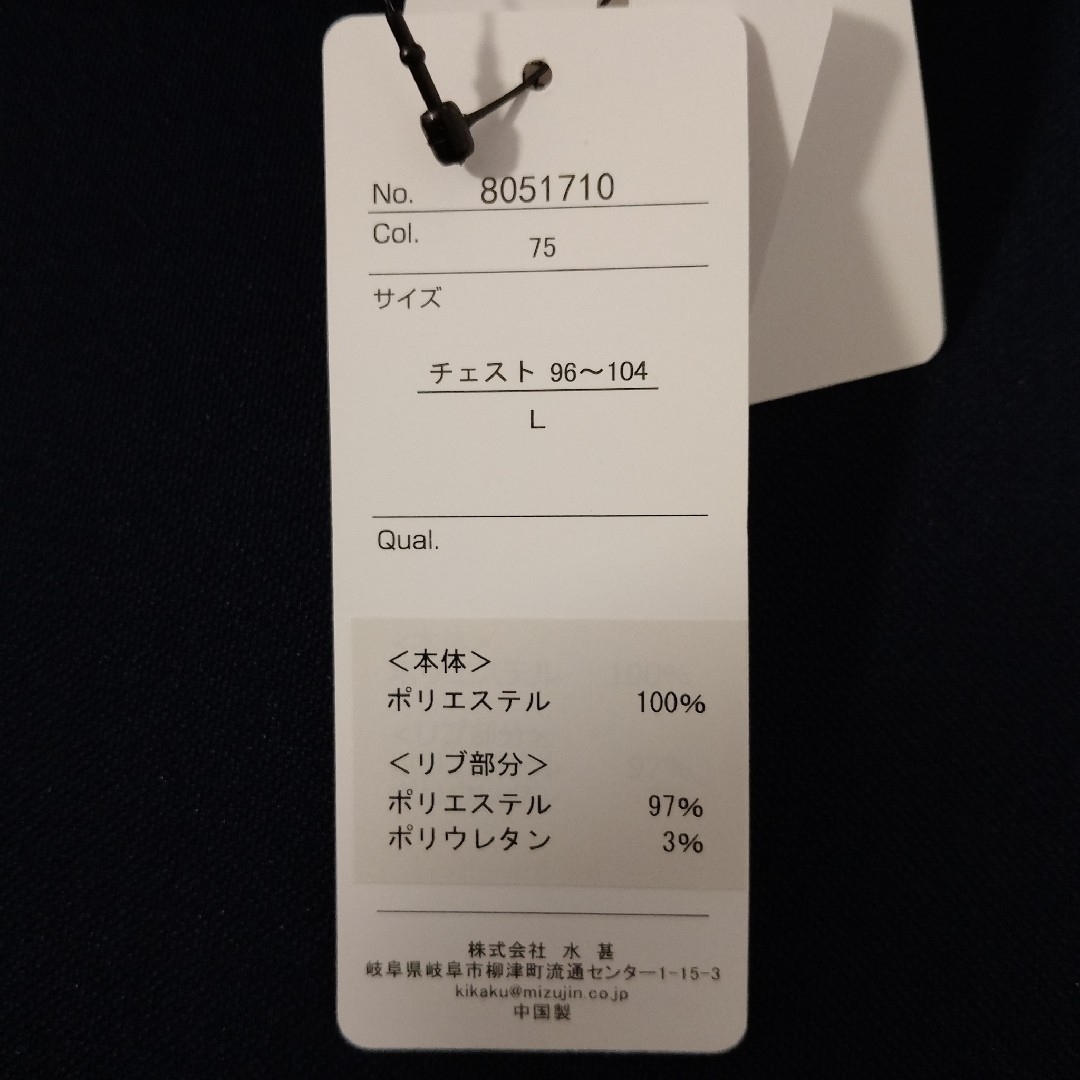 No. 8051710
Col. 75
サイズ
チェスト 96〜104
L
Qual.
＜本体＞
ポリエステル 100%
＜リブ部分＞
ポリエステル 97%
ポリウレタン 3%
株式会社 水 甚
岐阜県岐阜市柳津町流通センター1-15-3
kikaku@mizujin.co.jp
中国製